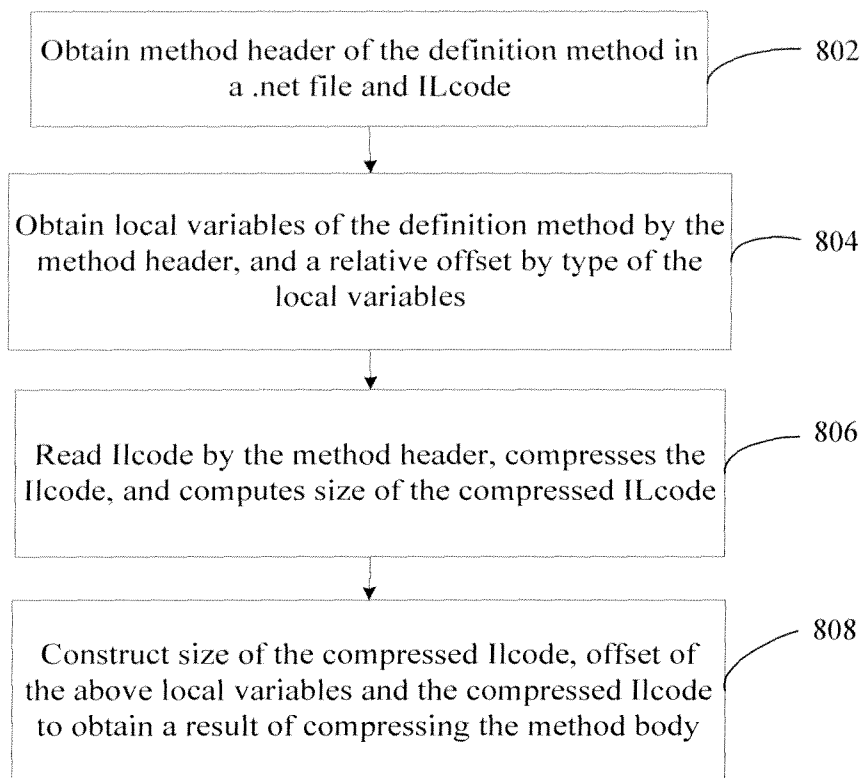 Obtain method header of the definition method in
a .net file and ILcode
802
Obtain local variables of the definition method by the
method header, and a relative offset by type of the
local variables
804
Read Ilcode by the method header, compresses the
Ilcode, and computes size of the compressed ILcode
806
Construct size of the compressed Ilcode, offset of
the above local variables and the compressed Ilcode
to obtain a result of compressing the method body
808